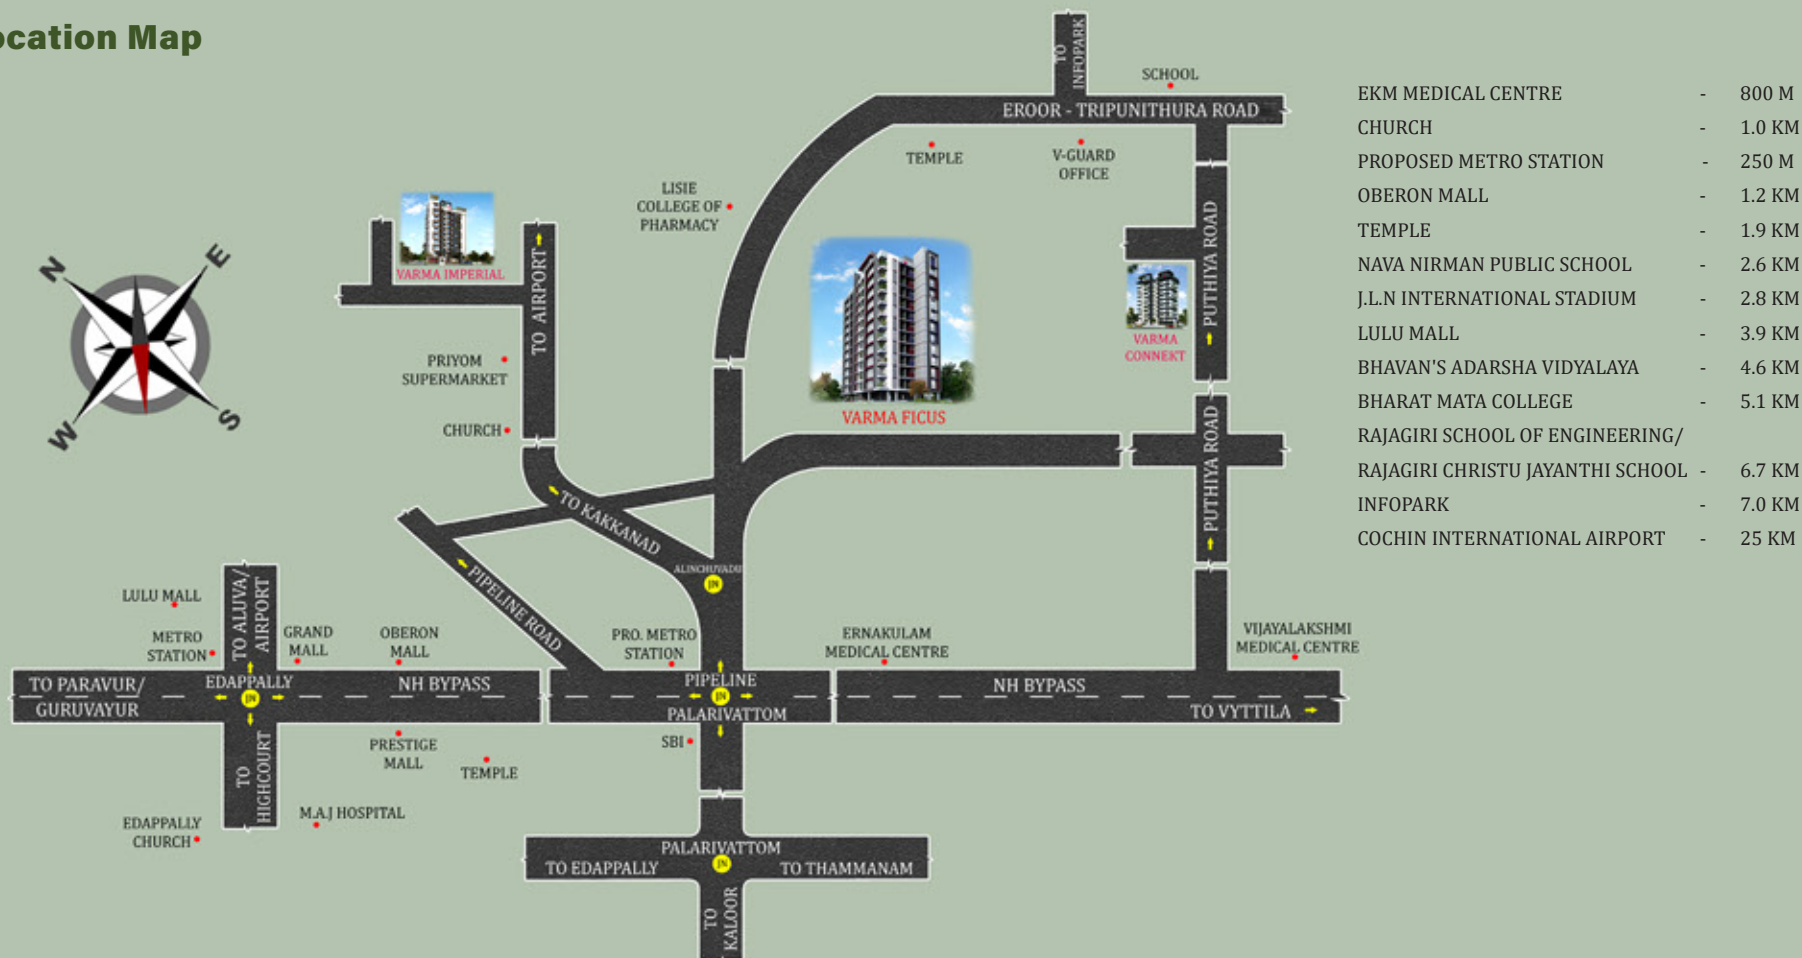 ocation Map
TO
INFOPARK
SCHOOL
EROOR - TRIPUNITHURA ROAD
TEMPLE
V-GUARD
OFFICE
LISIE
COLLEGE OF
PHARMACY
VARMA IMPERIAL
TO AIRPORT
PUTHIYA ROAD
VARMA
CONNEKT
VARMA FICUS
N
E
W
S
PRIYOM
SUPERMARKET
CHURCH
PUTHIYA ROAD
TO KAKKANAD
ALINCHUVADU
JN
PIPELINE ROAD
LULU MALL
METRO
STATION
TO ALUVA/
AIRPORT
GRAND
MALL
OBERON
MALL
PRO. METRO
STATION
ERNAKULAM
MEDICAL CENTRE
VIJAYALAKSHMI
MEDICAL CENTRE
TO PARAVUR/
GURUVAYUR
EDAPPALLY
JN
NH BYPASS
PIPELINE
JN
PALARIVATTOM
NH BYPASS
TO VYTTILA
TO
HIGHCOURT
PRESTIGE
MALL
TEMPLE
SBI
EDAPPALLY
CHURCH
M.A.J HOSPITAL
PALARIVATTOM
JN
TO EDAPPALLY
TO THAMMANAM
TO
KALOOR
EKM MEDICAL CENTRE - 800 M
CHURCH - 1.0 KM
PROPOSED METRO STATION - 250 M
OBERON MALL - 1.2 KM
TEMPLE - 1.9 KM
NAVA NIRMAN PUBLIC SCHOOL - 2.6 KM
J.L.N INTERNATIONAL STADIUM - 2.8 KM
LULU MALL - 3.9 KM
BHAVAN'S ADARSHA VIDYALAYA - 4.6 KM
BHARAT MATA COLLEGE - 5.1 KM
RAJAGIRI SCHOOL OF ENGINEERING/
RAJAGIRI CHRISTU JAYANTHI SCHOOL - 6.7 KM
INFOPARK - 7.0 KM
COCHIN INTERNATIONAL AIRPORT - 25 KM